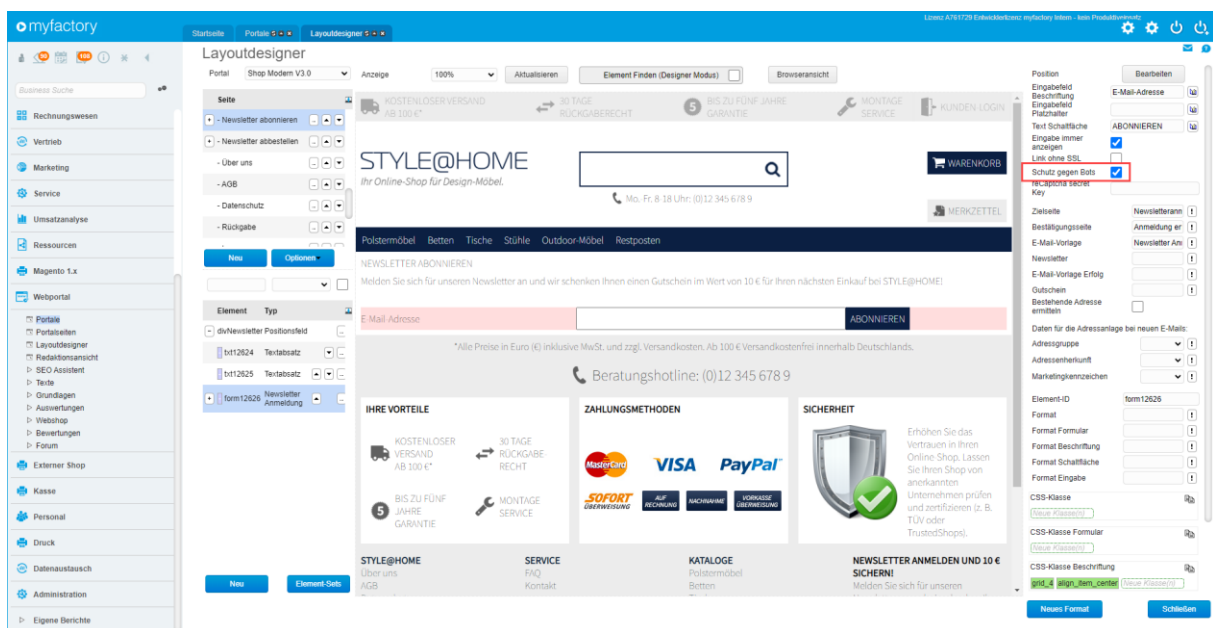 myfactory
Lizenz A761729 Entwicklerlizenz myfactory Intern - kein Produktiveinsatz
Startseite
Portale
Layoutdesigner
Layoutdesigner
Business Suche
Rechnungswesen
Vertrieb
Marketing
Service
Umsatzanalyse
Ressourcen
Magento 1.x
Webportal
Portale
Portalseiten
Layoutdesigner
Redaktionsansicht
SEO Assistent
Texte
Grundlagen
Auswertungen
Webshop
Bewertungen
Forum
Externer Shop
Kasse
Personal
Druck
Datenaustausch
Administration
Eigene Berichte
Portal
Shop Modern V3.0
Anzeige
100%
Aktualisieren
Element Finden (Designer Modus)
Browseransicht
Seite
- Newsletter abonnieren
- Newsletter abbestellen
- Über uns
- AGB
- Datenschutz
- Rückgabe
Neu
Optionen
Element Typ
divNewsletter Positionsfeld
txt12624 Textabsatz
txt12625 Textabsatz
form12626 Newsletter
Anmeldung
Neu
Element-Sets
KOSTENLOSER VERSAND
AB 100 €*
30 TAGE
RÜCKGABERECHT
5
BIS ZU FÜNF JAHRE
GARANTIE
MONTAGE
SERVICE
KUNDEN-LOGIN
STYLE@HOME
Ihr Online-Shop für Design-Möbel.
Mo.-Fr. 8-18 Uhr: (0)12 345 678 9
WARENKORB
MERKZETTEL
Polstermöbel Betten Tische Stühle Outdoor-Möbel Restposten
NEWSLETTER ABONNIEREN
Melden Sie sich für unseren Newsletter an und wir schenken Ihnen einen Gutschein im Wert von 10 € für Ihren nächsten Einkauf bei STYLE@HOME!
E-Mail-Adresse
ABONNIEREN
*Alle Preise in Euro (€) inklusive MwSt. und zzgl. Versandkosten. Ab 100 € Versandkostenfrei innerhalb Deutschlands.
Beratungshotline: (0)12 345 678 9
IHRE VORTEILE
KOSTENLOSER
VERSAND
AB 100 €*
30 TAGE
RÜCKGABE-
RECHT
5
BIS ZU FÜNF
JAHRE
GARANTIE
MONTAGE
SERVICE
ZAHLUNGSMETHODEN
MasterCard
VISA
PayPal
SOFORT
ÜBERWEISUNG
AUF
RECHNUNG
NACHNAHME
VORKASSE
ÜBERWEISUNG
SICHERHEIT
Erhöhen Sie das
Vertrauen in Ihren
Online-Shop. Lassen
Sie Ihren Shop von
anerkannten
Unternehmen prüfen
und zertifizieren (z. B.
TÜV oder
TrustedShops).
STYLE@HOME
Über uns
AGB
SERVICE
FAQ
Kontakt
KATALOGE
Polstermöbel
Betten
NEWSLETTER ANMELDEN UND 10 €
SICHERN!
Melden Sie sich für unseren
Position
Bearbeiten
Eingabefeld
Beschriftung
E-Mail-Adresse
Eingabefeld
Platzhalter
Text Schaltfläche
ABONNIEREN
Eingabe immer
anzeigen
Link ohne SSL
Schutz gegen Bots
reCaptcha secret
Key
Zielseite
Newsletterann
Bestätigungsseite
Anmeldung er
E-Mail-Vorlage
Newsletter Anr
Newsletter
E-Mail-Vorlage Erfolg
Gutschein
Bestehende Adresse
ermitteln
Daten für die Adressanlage bei neuen E-Mails:
Adressgruppe
Adressenherkunft
Marketingkennzeichen
Element-ID
form12626
Format
Format Formular
Format Beschriftung
Format Schaltfläche
Format Eingabe
CSS-Klasse
Neue Klasse(n)
CSS-Klasse Formular
Neue Klasse(n)
CSS-Klasse Beschriftung
grid_4 align_item_center Neue Klasse(n)
Neues Format
Schließen